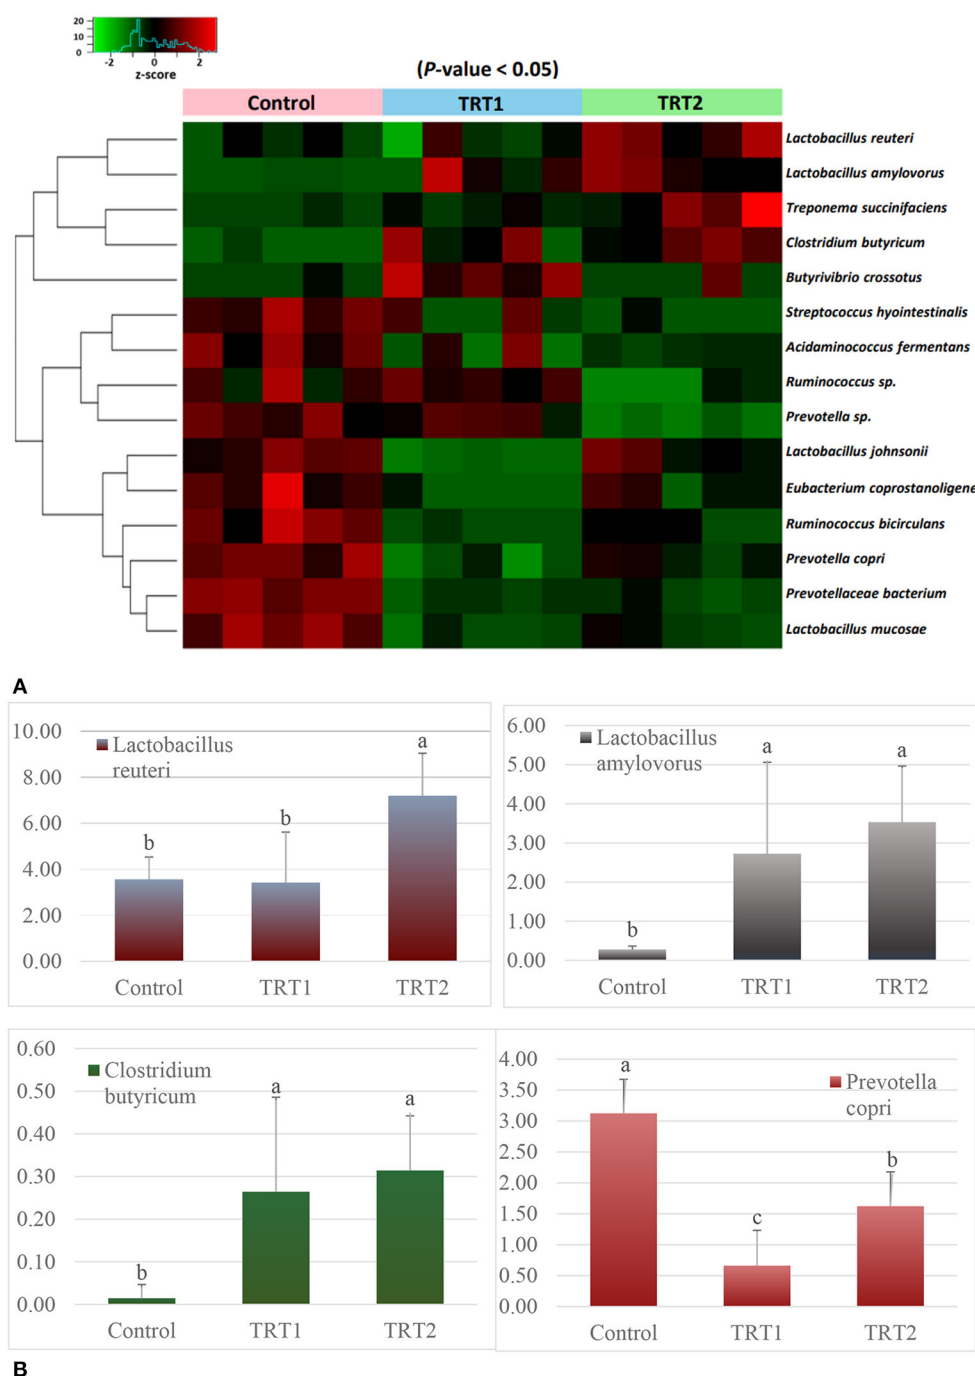 20
10
0
-2 0 2
z-score
(P-value < 0.05)
Control TRT1 TRT2
Lactobacillus reuteri
Lactobacillus amylovorus
Treponema succinifaciens
Clostridium butyricum
Butyrivibrio crossotus
Streptococcus hyointestinalis
Acidaminococcus fermentans
Ruminococcus sp.
Prevotella sp.
Lactobacillus johnsonii
Eubacterium coprostanoligene
Ruminococcus bicirculans
Prevotella copri
Prevotellaceae bacterium
Lactobacillus mucosae
A
10.00
8.00
6.00
4.00
2.00
0.00
Lactobacillus
reuteri
b
b
a
Control TRT1 TRT2
6.00
5.00
4.00
3.00
2.00
1.00
0.00
Lactobacillus
amylovorus
b
a
a
Control TRT1 TRT2
0.60
0.50
0.40
0.30
0.20
0.10
0.00
Clostridium
butyricum
b
a
a
Control TRT1 TRT2
4.00
3.50
3.00
2.50
2.00
1.50
1.00
0.50
0.00
Prevotella
copri
a
c
b
Control TRT1 TRT2
B